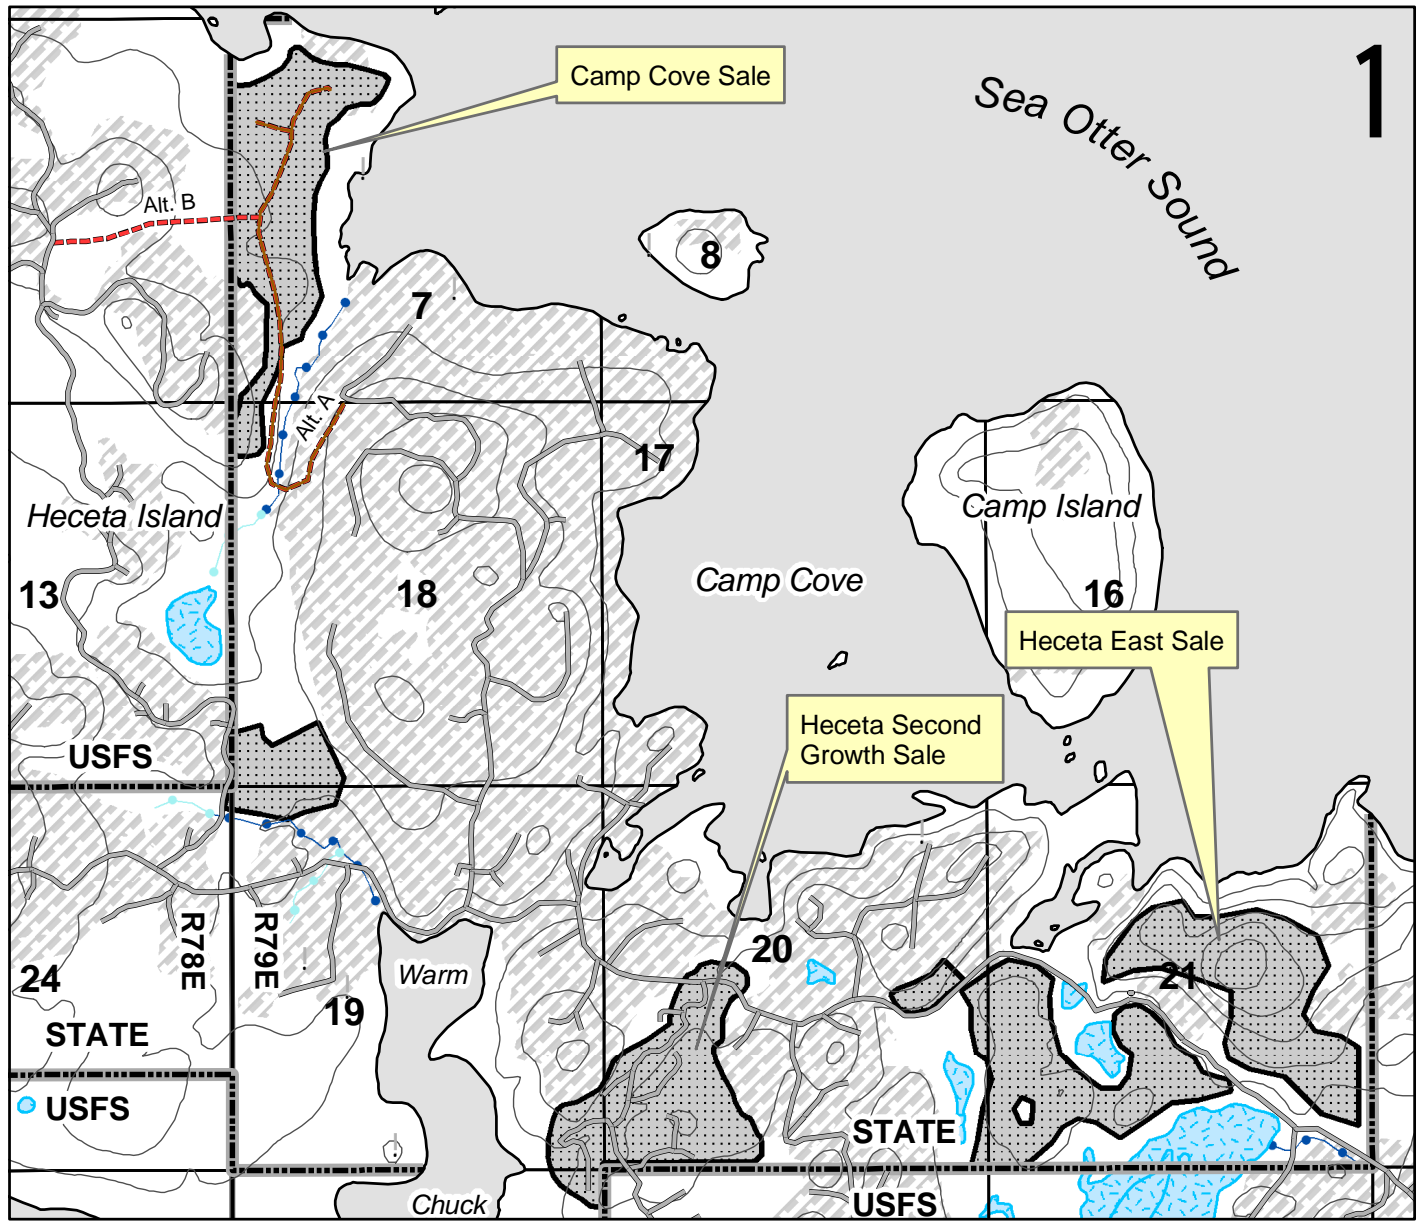 1
Camp Cove Sale
Sea Otter Sound
Alt. B
8
7
Alt. A
17
Heceta Island
Camp Island
13
18
Camp Cove
16
Heceta East Sale
Heceta Second
Growth Sale
USFS
R78E
R79E
20
24
Warm
21
19
STATE
USFS
STATE
Chuck
USFS